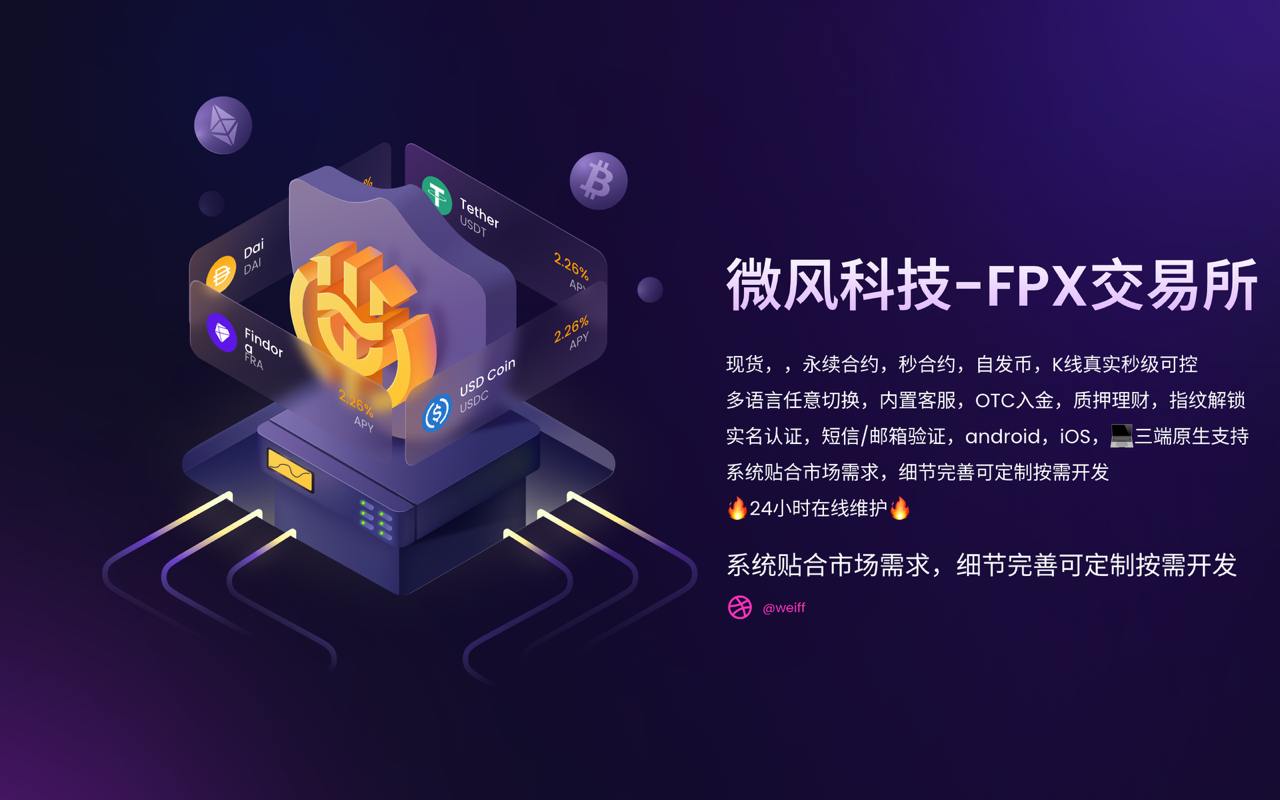 %
Tether
USDT
2.26%
AP
Dai
DAI
Findor
a
FRA
2.26%
APY
USD Coin
USDC
2.26%
APY
微风科技-FPX交易所
现货，，永续合约，秒合约，自发币，K线真实秒级可控
多语言任意切换，内置客服，OTC入金，质押理财，指纹解锁
实名认证，短信/邮箱验证，android，iOS，💻三端原生支持
系统贴合市场需求，细节完善可定制按需开发
🔥24小时在线维护🔥
系统贴合市场需求，细节完善可定制按需开发
@weiff